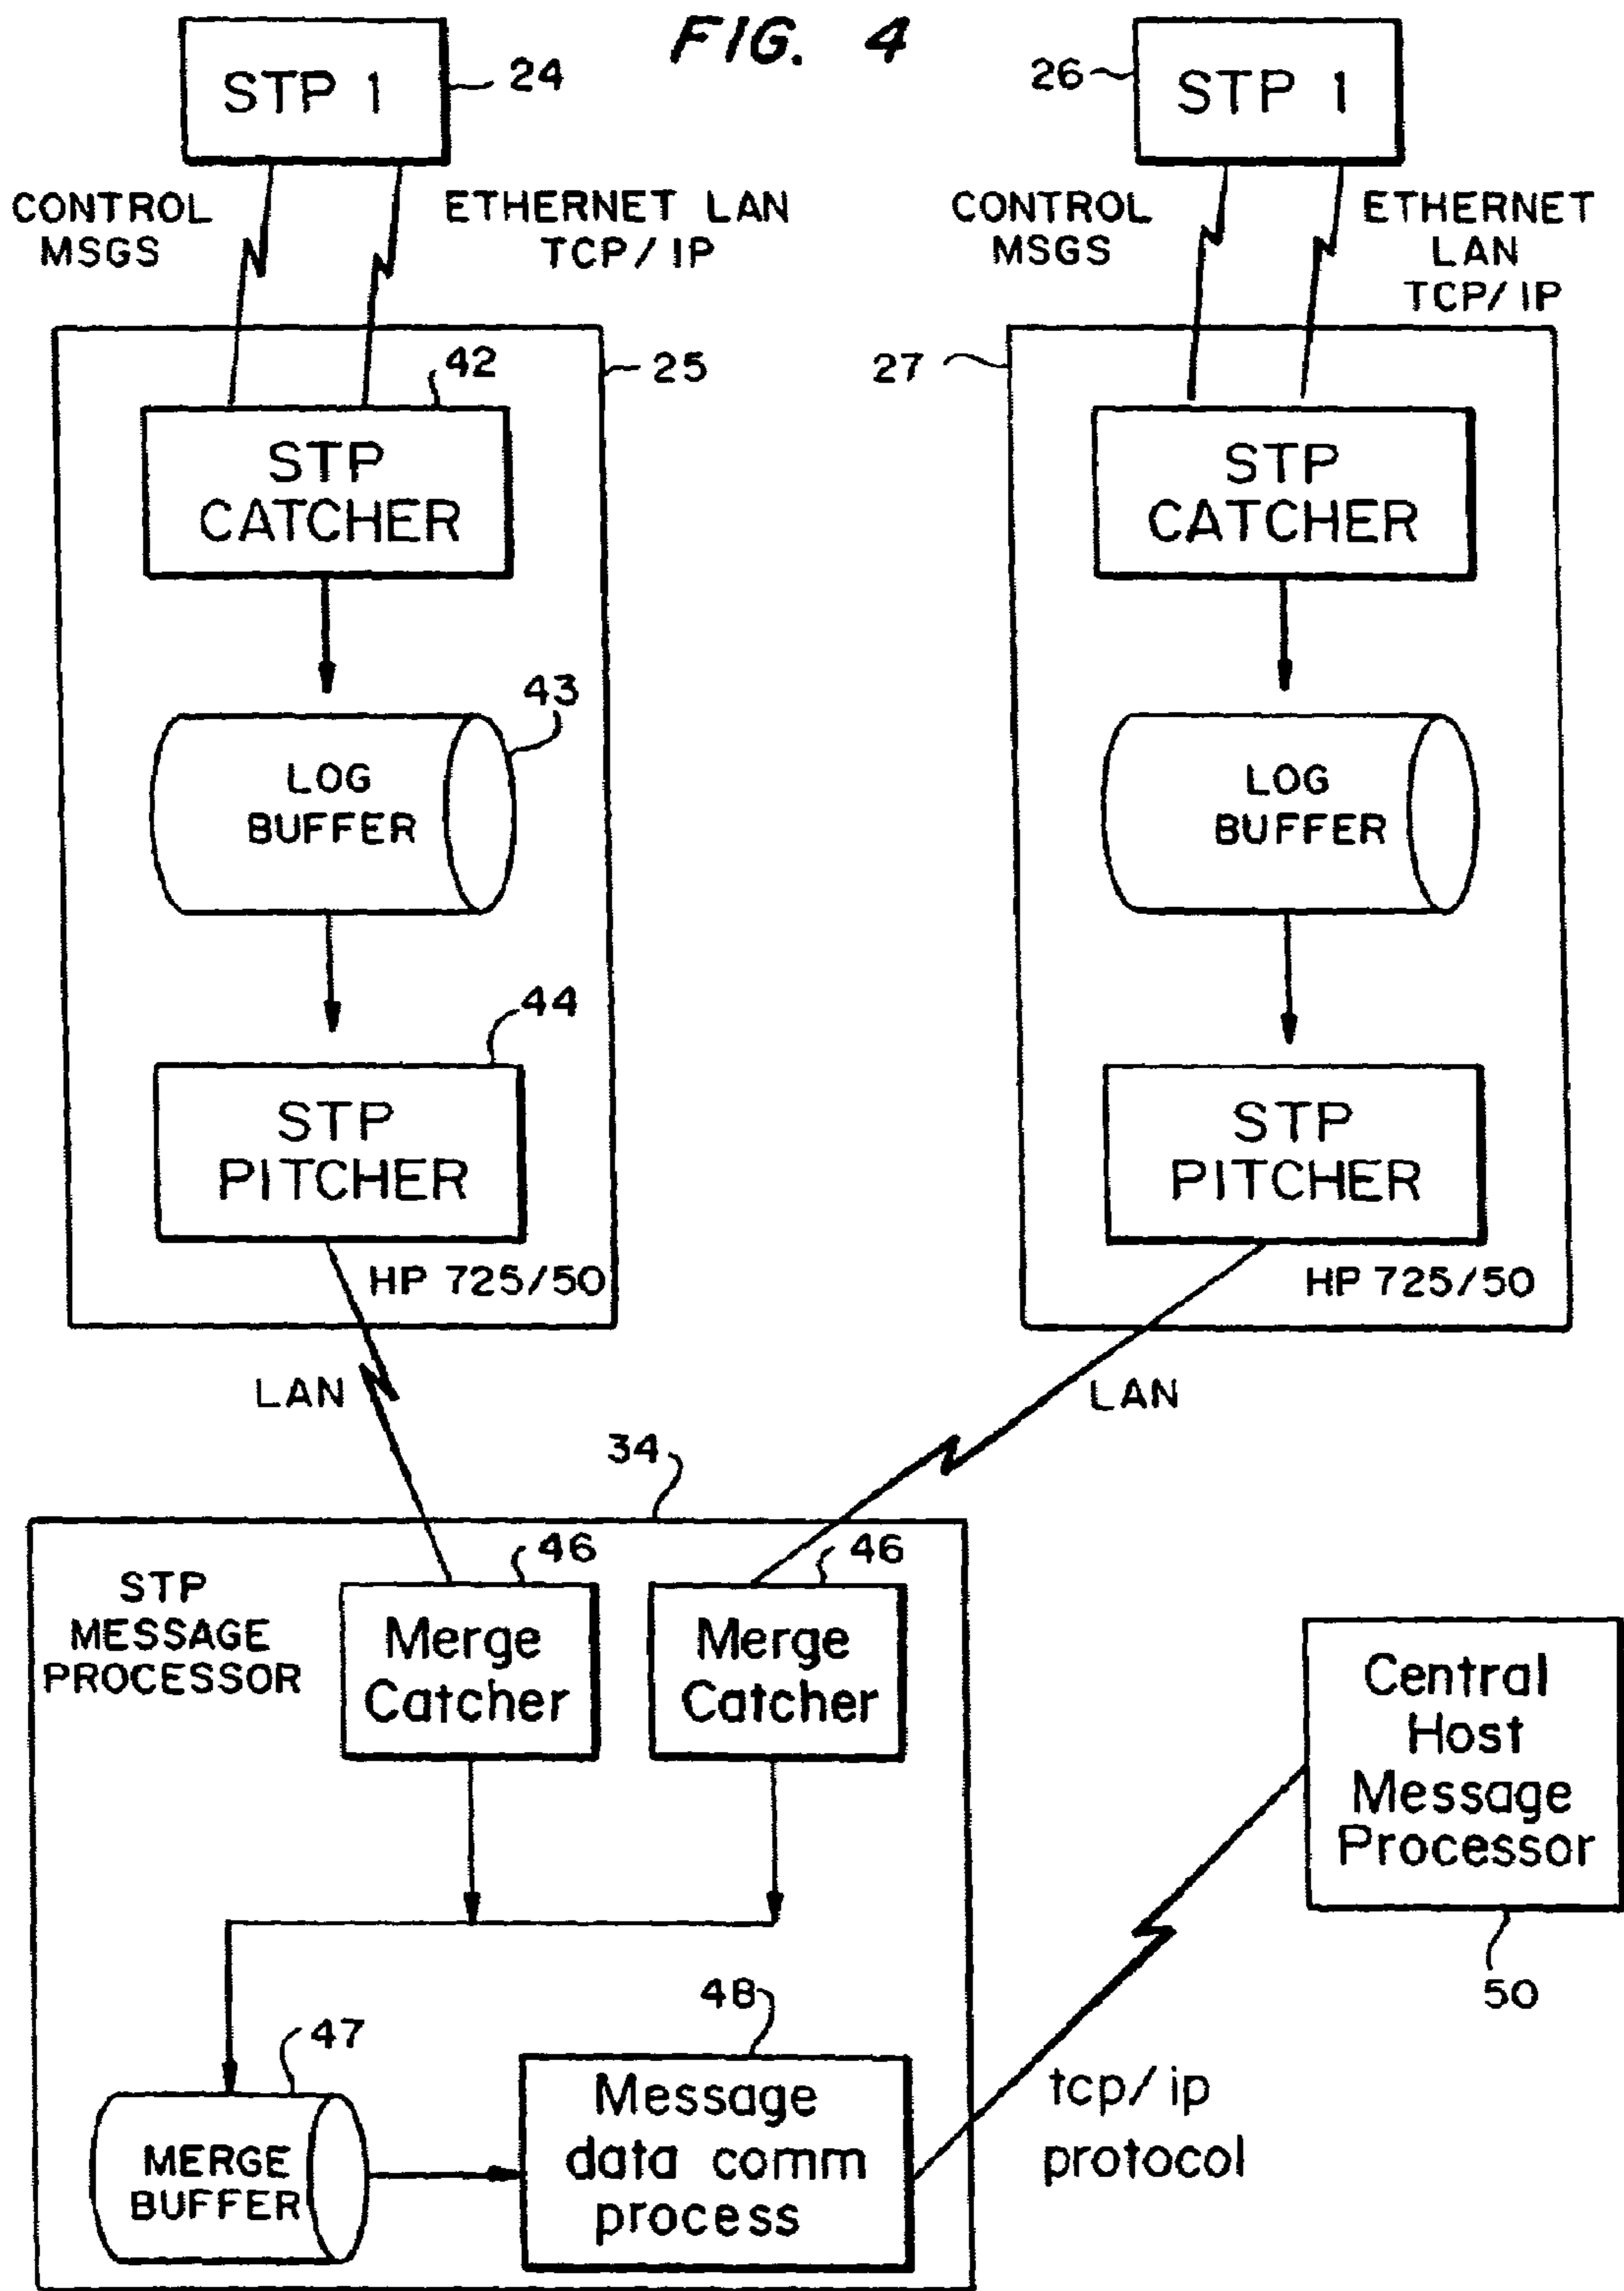 FIG. 4
STP 1
24
CONTROL
MSGS
ETHERNET LAN
TCP/IP
25
42
STP
CATCHER
43
LOG
BUFFER
44
STP
PITCHER
HP 725/50
LAN
26
STP 1
CONTROL
MSGS
ETHERNET
LAN
TCP/IP
27
STP
CATCHER
LOG
BUFFER
STP
PITCHER
HP 725/50
LAN
34
STP
MESSAGE
PROCESSOR
46
Merge
Catcher
46
Merge
Catcher
47
MERGE
BUFFER
48
Message
data comm
process
tcp/ip
protocol
Central
Host
Message
Processor
50